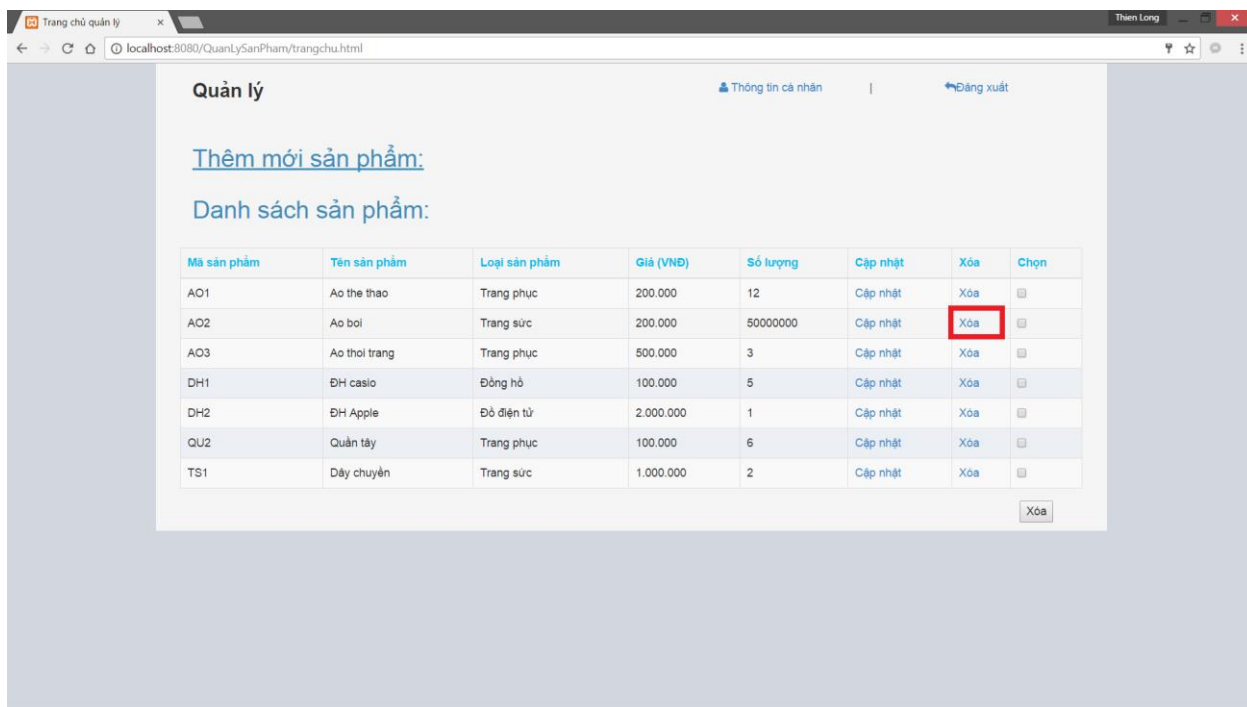 Trang chủ quản lý
Thien Long
localhost:8080/QuanLySanPham/trangchu.html
Quản lý Thông tin cá nhân | Đăng xuất
Thêm mới sản phẩm:
Danh sách sản phẩm:
Mã sản phẩm Tên sản phẩm Loại sản phẩm Giá (VNĐ) Số lượng Cập nhật Xóa Chọn
AO1 Ao the thao Trang phục 200.000 12 Cập nhật Xóa
AO2 Ao boi Trang sức 200.000 50000000 Cập nhật Xóa
AO3 Ao thoi trang Trang phục 500.000 3 Cập nhật Xóa
DH1 ĐH casio Đồng hồ 100.000 5 Cập nhật Xóa
DH2 ĐH Apple Đồ điện tử 2.000.000 1 Cập nhật Xóa
QU2 Quần tây Trang phục 100.000 6 Cập nhật Xóa
TS1 Dây chuyền Trang sức 1.000.000 2 Cập nhật Xóa
Xóa